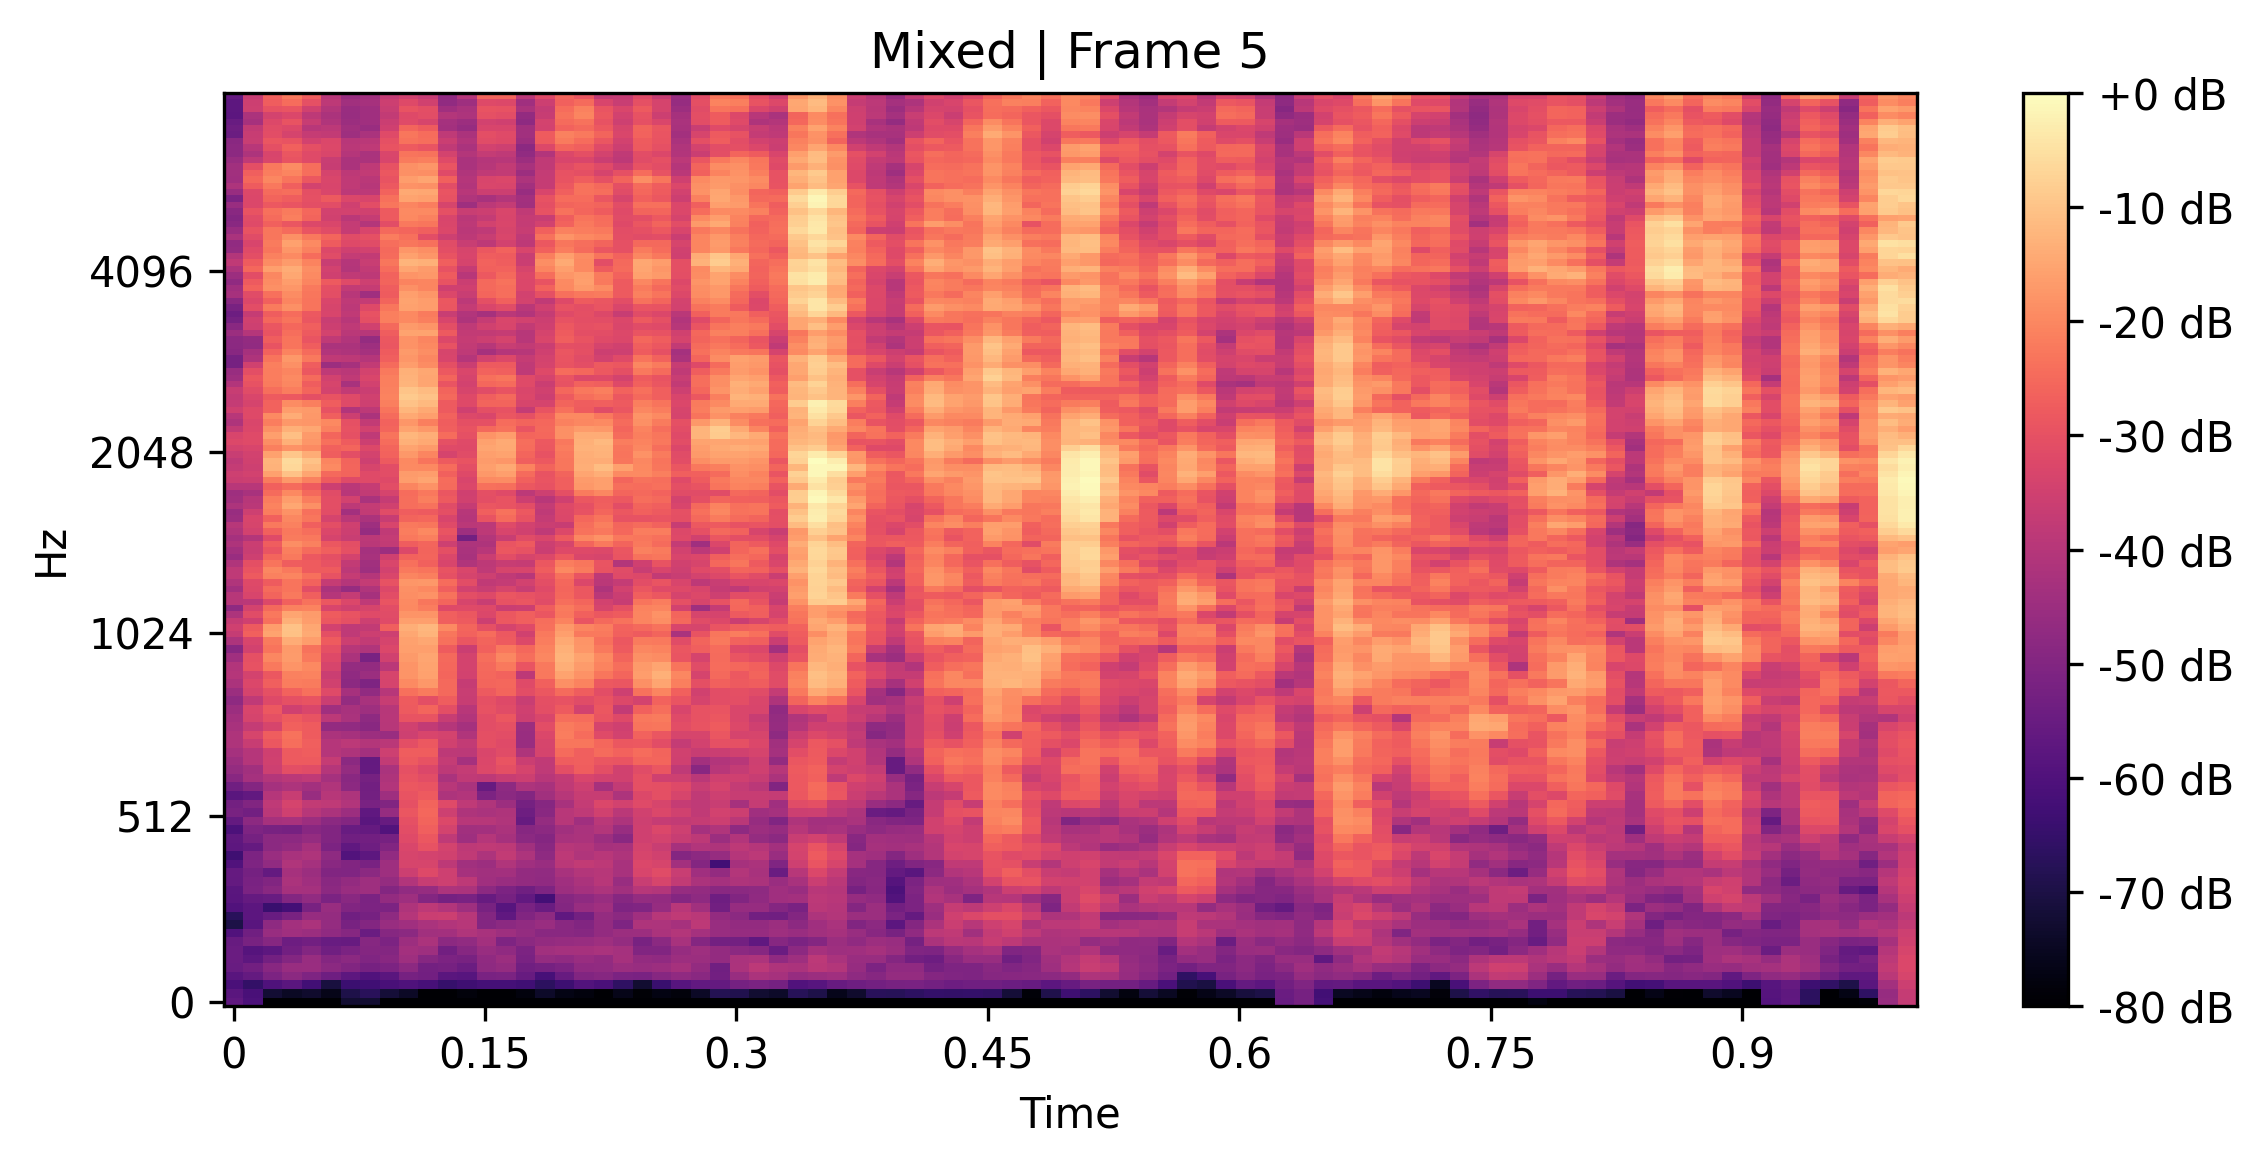 Mixed | Frame 5
+0 dB
-10 dB
4096
-20 dB
-30 dB
2048
-40 dB
Hz
1024
-50 dB
-60 dB
512
-70 dB
0
-80 dB
0 0.15 0.3 0.45 0.6 0.75 0.9
Time